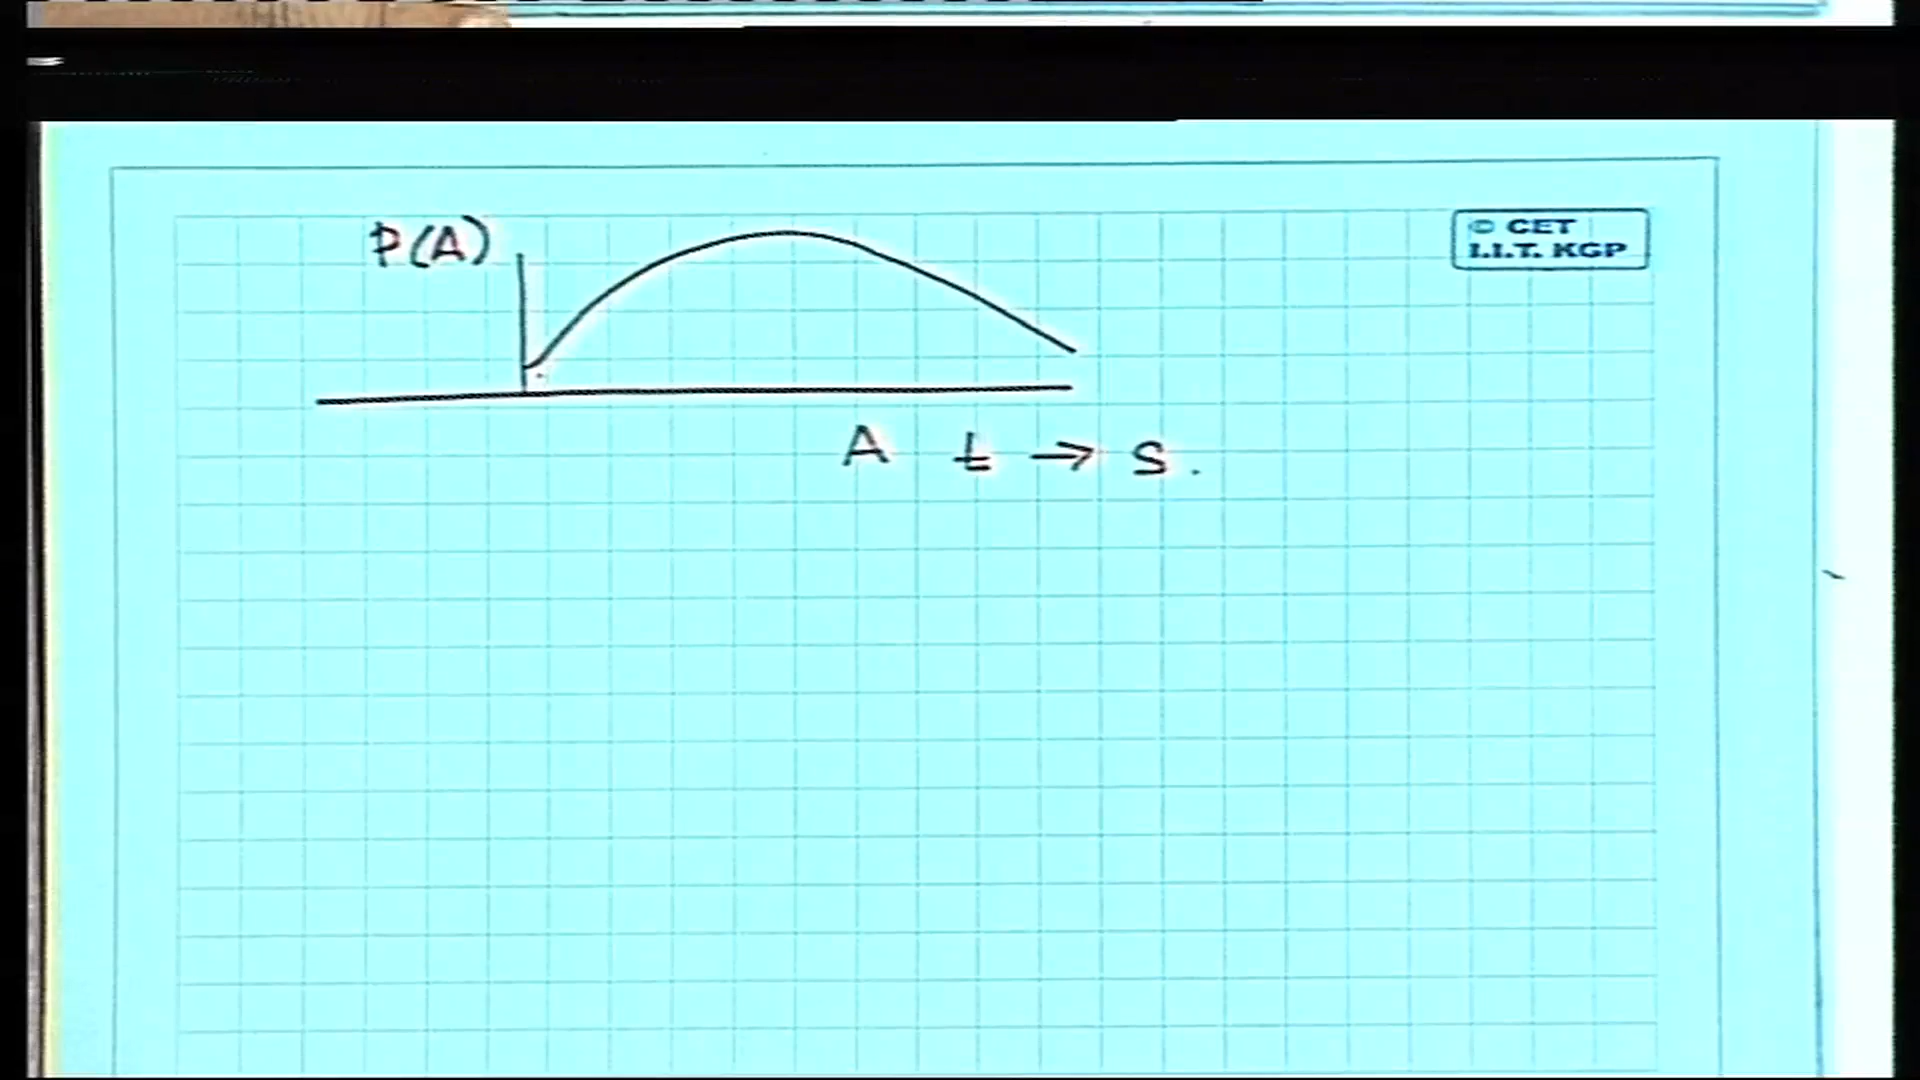 P(A)
© CET
I.I.T. KGP
A t → s.